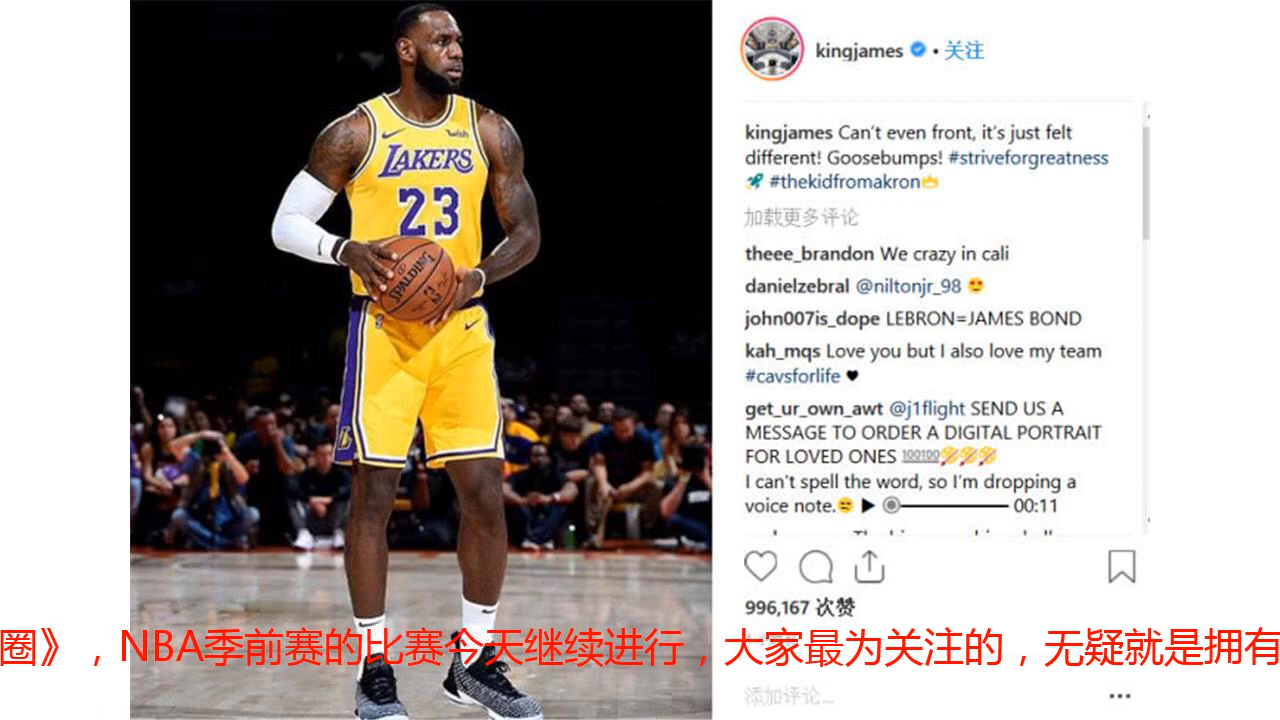 wish
LAKERS
23
SPALDING
kingjames • 关注
kingjames Can't even front, it's just felt
different! Goosebumps! #striveforgreatness
🚀 #thekidfromakron👑
加载更多评论
theee_brandon We crazy in cali
danielzebral @niltonjr_98 😍
john007is_dope LEBRON=JAMES BOND
kah_mqs Love you but I also love my team
#cavsforlife ♥
get_ur_own_awt @j1flight SEND US A
MESSAGE TO ORDER A DIGITAL PORTRAIT
FOR LOVED ONES 100100
I can't spell the word, so I'm dropping a
voice note.😒 ▶ 00:11
996,167 次赞
圈》，NBA季前赛的比赛今天继续进行，大家最为关注的，无疑就是拥有
添加评论...